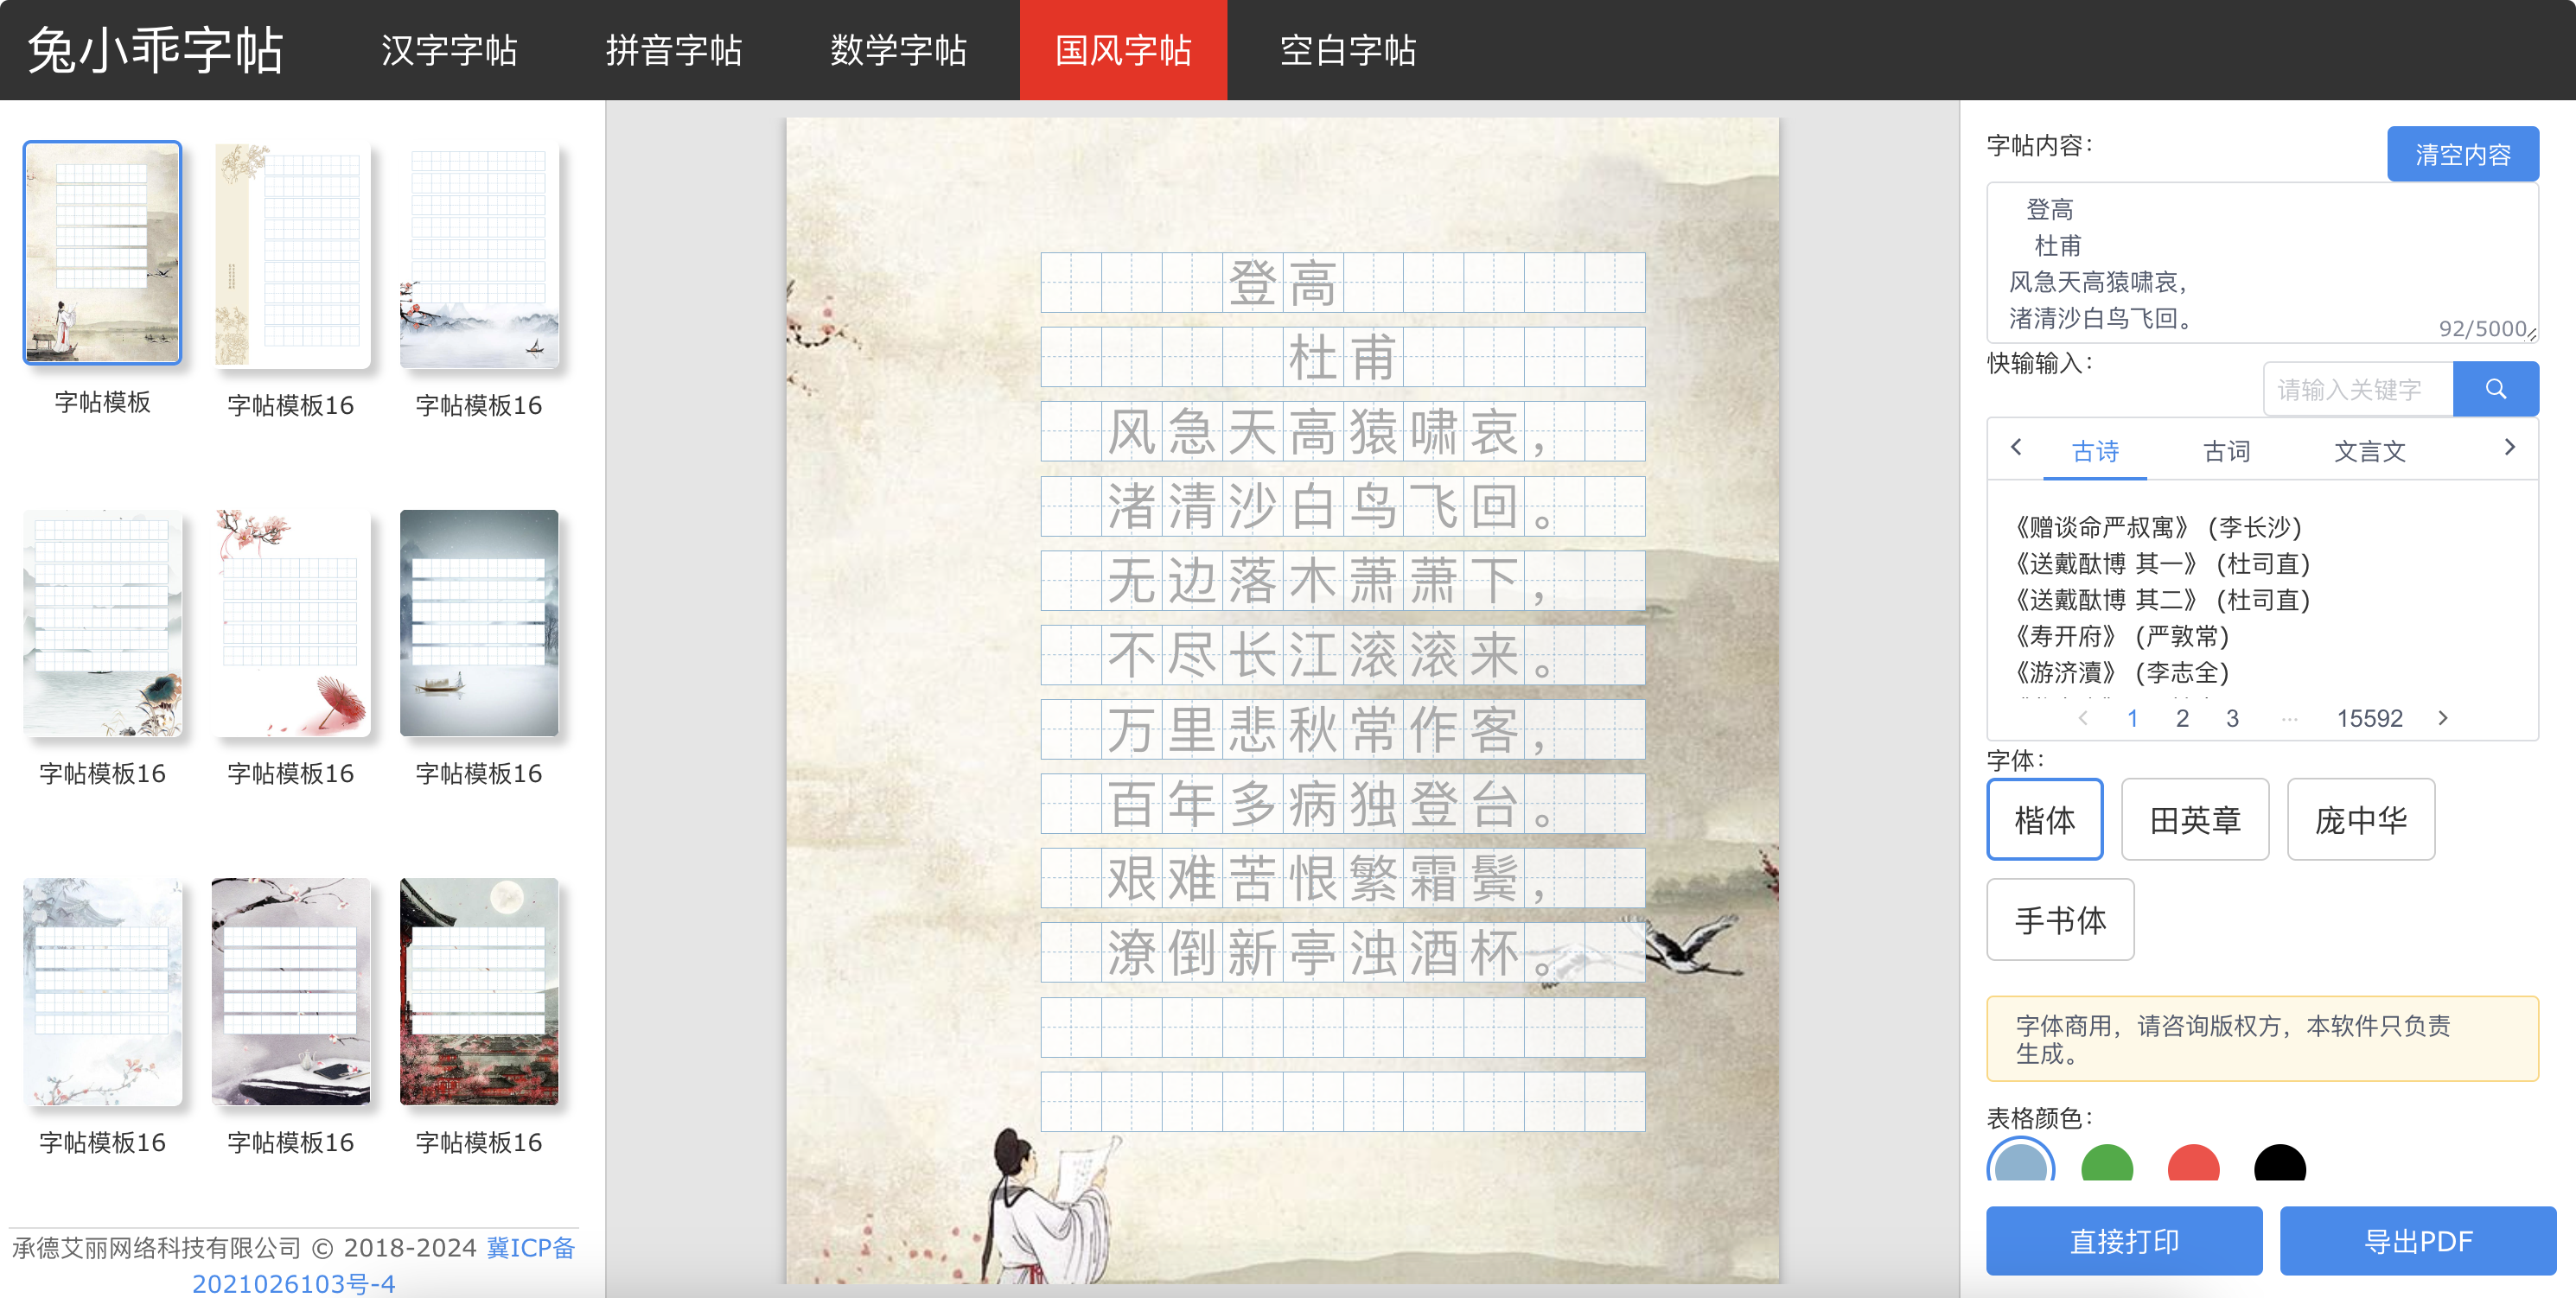 兔小乖字帖 汉字字帖 拼音字帖 数学字帖 国风字帖 空白字帖
字帖模板 字帖模板16 字帖模板16
字帖模板16 字帖模板16 字帖模板16
字帖模板16 字帖模板16 字帖模板16
承德艾丽网络科技有限公司 © 2018-2024 冀ICP备
2021026103号-4
登高
杜甫
风急天高猿啸哀，
渚清沙白鸟飞回。
无边落木萧萧下，
不尽长江滚滚来。
万里悲秋常作客，
百年多病独登台。
艰难苦恨繁霜鬓，
潦倒新亭浊酒杯。
字帖内容：
清空内容
登高
杜甫
风急天高猿啸哀，
渚清沙白鸟飞回。
92/5000
快输输入：
请输入关键字
古诗 古词 文言文
《赠谈命严叔寓》 (李长沙)
《送戴酞博 其一》 (杜司直)
《送戴酞博 其二》 (杜司直)
《寿开府》 (严敦常)
《游济瀆》 (李志全)
1 2 3 ··· 15592
字体：
楷体 田英章 庞中华
手书体
字体商用，请咨询版权方，本软件只负责
生成。
表格颜色：
直接打印 导出PDF